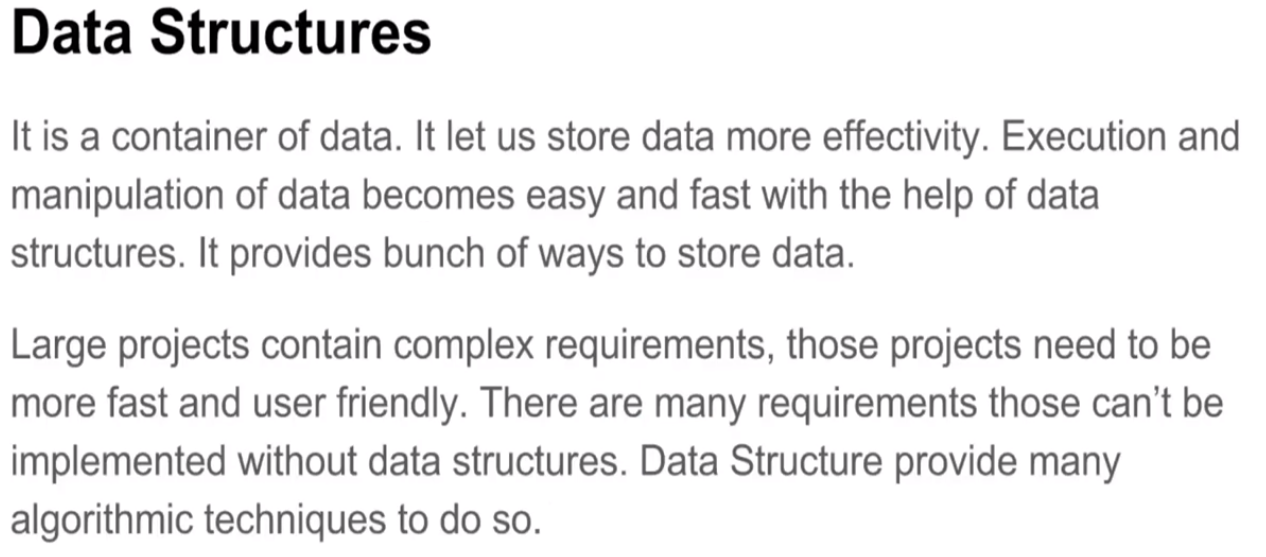 Data Structures
It is a container of data. It let us store data more effectivity. Execution and
manipulation of data becomes easy and fast with the help of data
structures. It provides bunch of ways to store data.
Large projects contain complex requirements, those projects need to be
more fast and user friendly. There are many requirements those can’t be
implemented without data structures. Data Structure provide many
algorithmic techniques to do so.